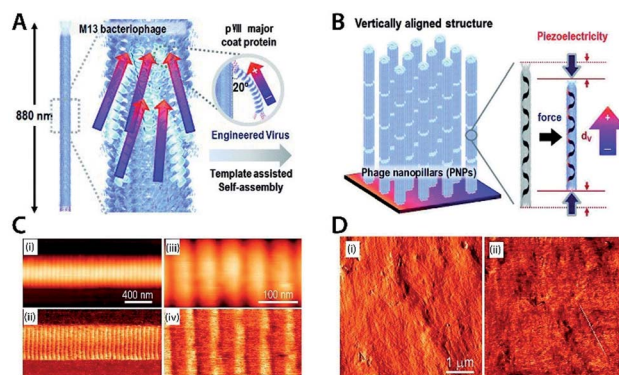 A
M13 bacteriophage
pVIII major
coat protein
20°
880 nm
Engineered Virus
Template assisted
Self-assembly
B
Vertically aligned structure
Piezoelectricity
force
dv
Phage nanopillars (PNPs)
C
(i)
400 nm
(ii)
(iii)
100 nm
(iv)
D
(i)
1 μm
(ii)